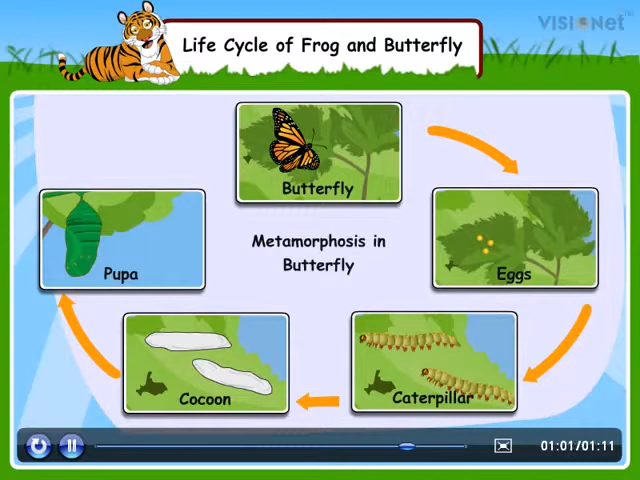 VISIONet
Life Cycle of Frog and Butterfly
Butterfly
Eggs
Metamorphosis in
Butterfly
Pupa
Cocoon
Caterpillar
01:01/01:11